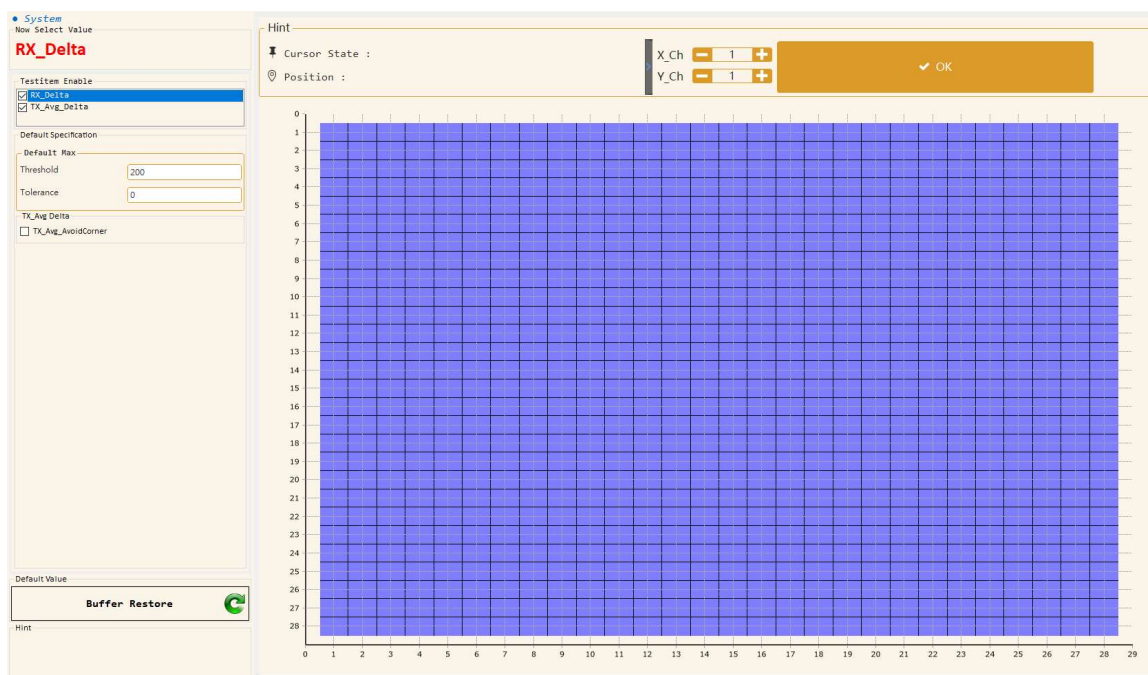 • System
Now Select Value
RX_Delta
Testitem Enable
RX_Delta
TX_Avg_Delta
Default Specification
Default Max
Threshold 200
Tolerance 0
TX_Avg Delta
TX_Avg_AvoidCorner
Default Value
Buffer Restore
Hint
Hint
Cursor State :
Position :
X_Ch 1
Y_Ch 1
OK
0
1
2
3
4
5
6
7
8
9
10
11
12
13
14
15
16
17
18
19
20
21
22
23
24
25
26
27
28
0 1 2 3 4 5 6 7 8 9 10 11 12 13 14 15 16 17 18 19 20 21 22 23 24 25 26 27 28 29